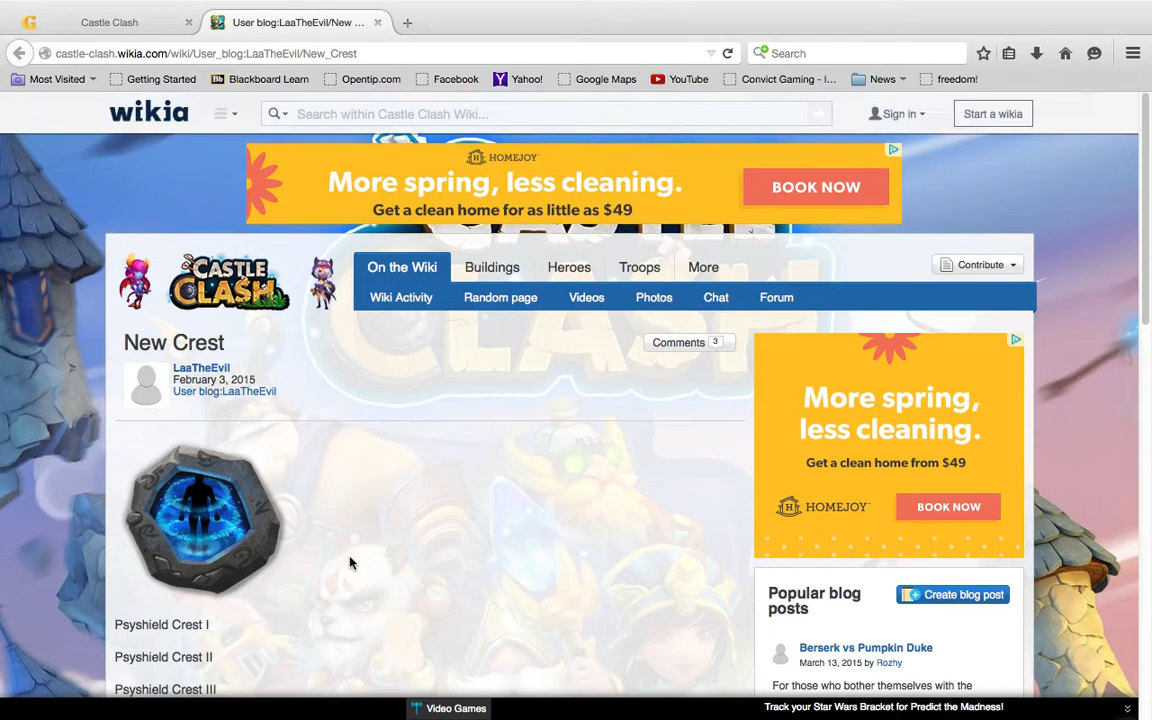 Castle Clash
User blog:LaaTheEvil/New ...
castle-clash.wikia.com/wiki/User_blog:LaaTheEvil/New_Crest
Search
Most Visited
Getting Started
Bb Blackboard Learn
Opentip.com
Facebook
Yahoo!
Google Maps
YouTube
Convict Gaming - I...
News
freedom!
wikia
Search within Castle Clash Wiki...
Sign in
Start a wikia
HOMEJOY
More spring, less cleaning.
Get a clean home for as little as $49
BOOK NOW
CASTLE
CLASH
On the Wiki
Buildings
Heroes
Troops
More
Contribute
Wiki Activity
Random page
Videos
Photos
Chat
Forum
New Crest
Comments 3
LaaTheEvil
February 3, 2015
User blog:LaaTheEvil
More spring,
less cleaning.
Get a clean home from $49
HOMEJOY
BOOK NOW
Psyshield Crest I
Psyshield Crest II
Psyshield Crest III
Popular blog
posts
Create blog post
Berserk vs Pumpkin Duke
March 13, 2015 by Rozhy
For those who bother themselves with the
Video Games
Track your Star Wars Bracket for Predict the Madness!